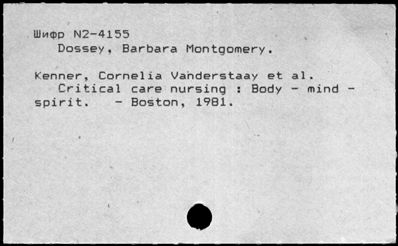 Шифр N2-4155
Dossey, Barbara Montgomery.
Kenner, Cornelia Vanderstaay et al.
Critical care nursing : Body - mind -
spirit. - Boston, 1981.